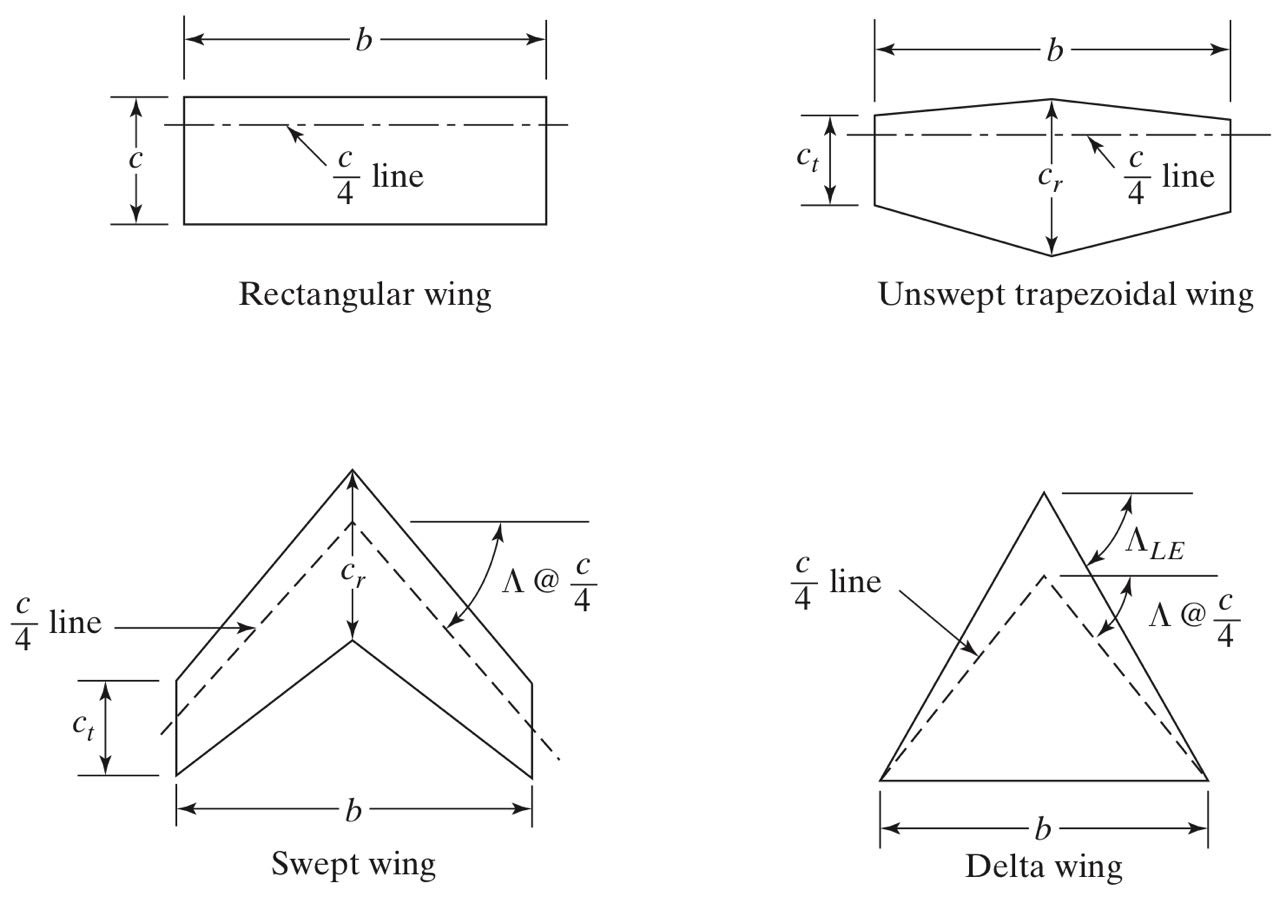 b
c
c/4 line
Rectangular wing
b
c_t
c_r
c/4 line
Unswept trapezoidal wing
c_r
Λ @ c/4
c/4 line
c_t
b
Swept wing
Λ_LE
c/4 line
Λ @ c/4
b
Delta wing